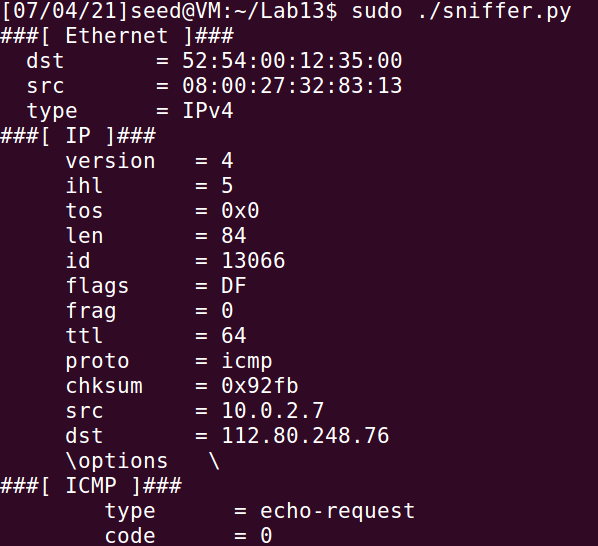 [07/04/21]seed@VM:~/Lab13$ sudo ./sniffer.py
###[ Ethernet ]###
  dst       = 52:54:00:12:35:00
  src       = 08:00:27:32:83:13
  type      = IPv4
###[ IP ]###
     version   = 4
     ihl       = 5
     tos       = 0x0
     len       = 84
     id        = 13066
     flags     = DF
     frag      = 0
     ttl       = 64
     proto     = icmp
     chksum    = 0x92fb
     src       = 10.0.2.7
     dst       = 112.80.248.76
     \options   \
###[ ICMP ]###
        type      = echo-request
        code      = 0